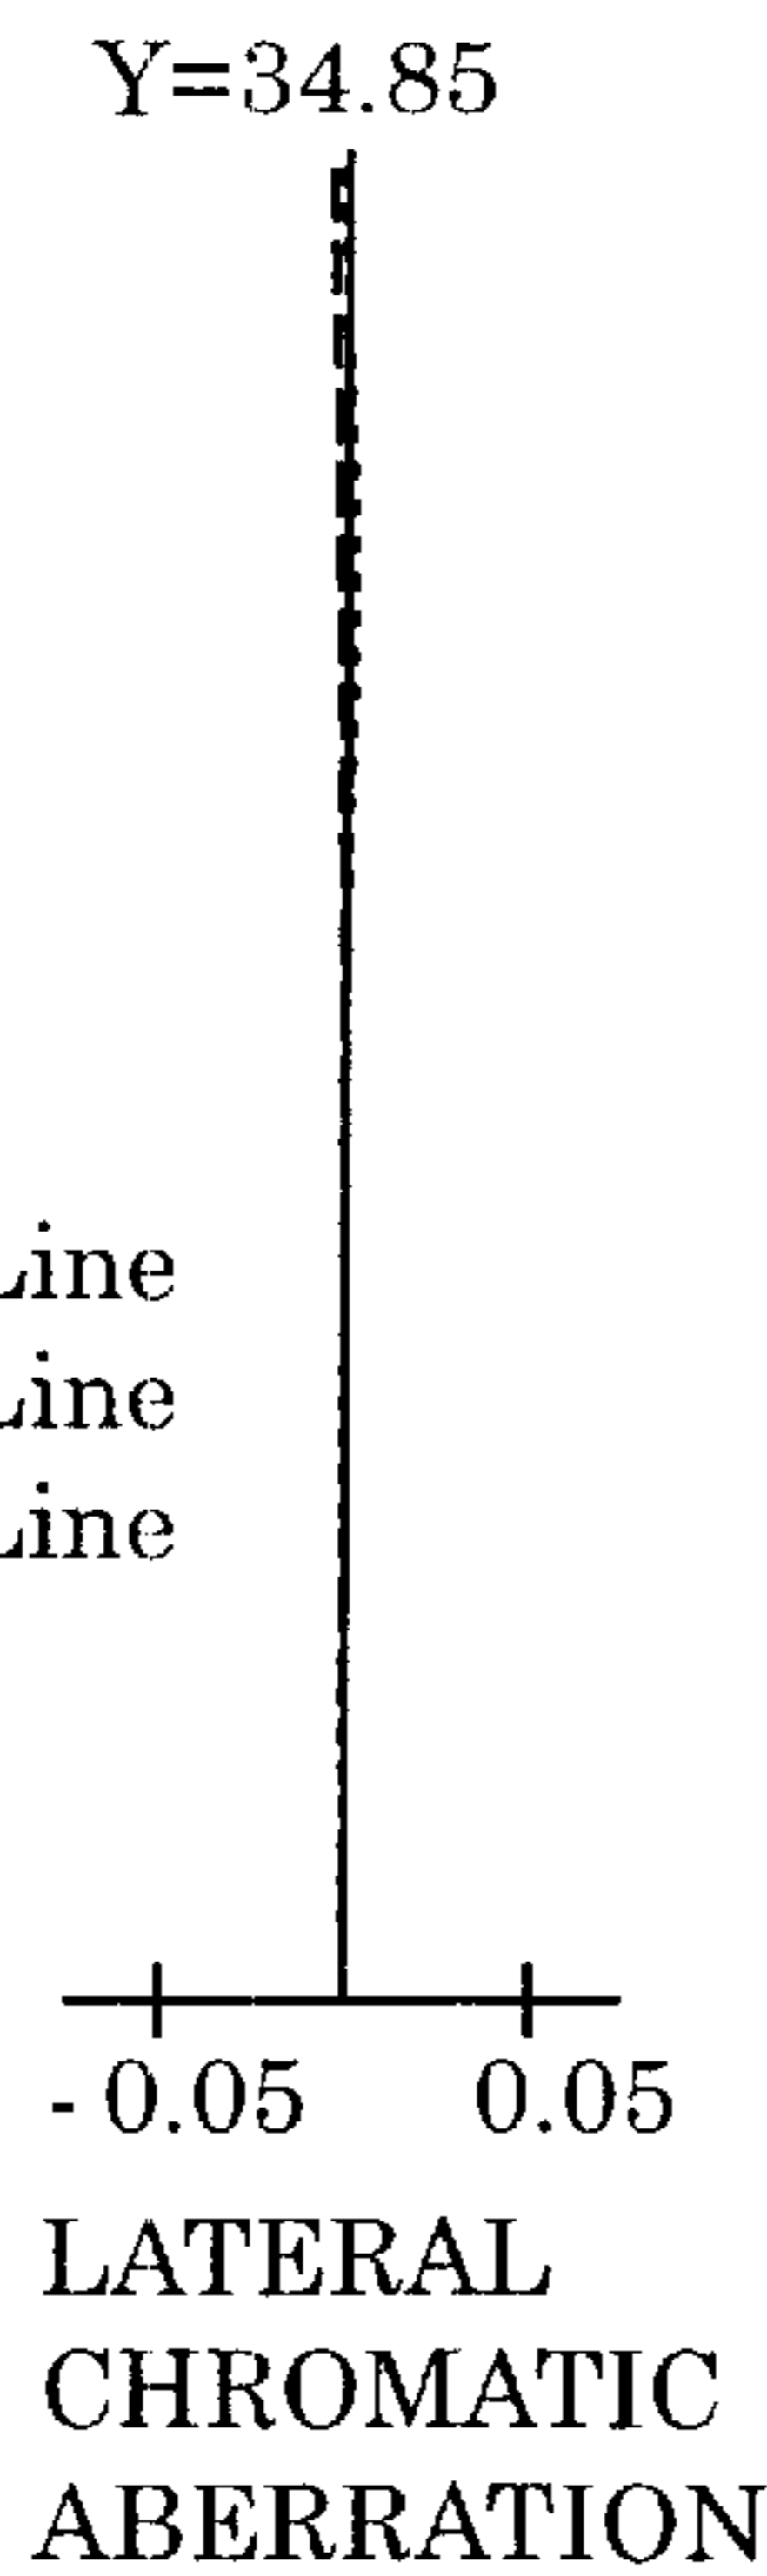 Y=34.85
Line
Line
Line
- 0.05 0.05
LATERAL
CHROMATIC
ABERRATION